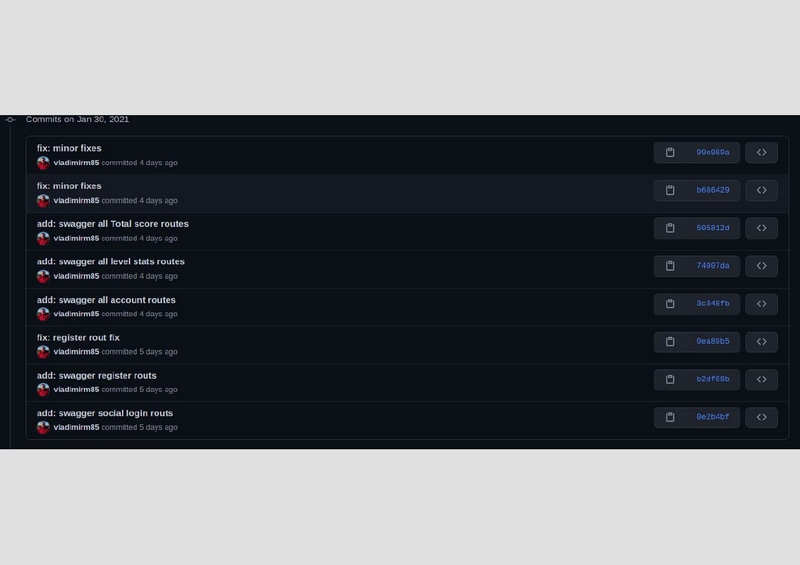 Commits on Jan 30, 2021
fix: minor fixes
vladimirm85 committed 4 days ago
fix: minor fixes
vladimirm85 committed 4 days ago
b686429
add: swagger all Total score routes
vladimirm85 committed 4 days ago
505812d
add: swagger all level stats routes
vladimirm85 committed 4 days ago
74907da
add: swagger all account routes
vladimirm85 committed 4 days ago
3c348fb
fix: register rout fix
vladimirm85 committed 5 days ago
0ea89b5
add: swagger register routs
vladimirm85 committed 5 days ago
b2df68b
add: swagger social login routs
vladimirm85 committed 5 days ago
0e2b4bf